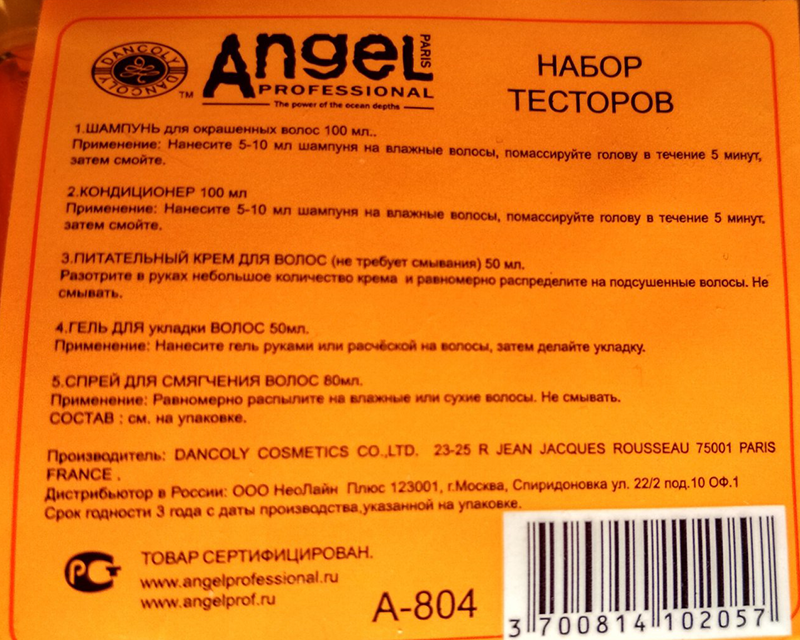 DANCOLY
DANCOLY
TM
Angel
PARIS
PROFESSIONAL
The power of the ocean depths
НАБОР
ТЕСТОРОВ
1.ШАМПУНЬ для окрашенных волос 100 мл..
Применение: Нанесите 5-10 мл шампуня на влажные волосы, помассируйте голову в течение 5 минут,
затем смойте.
2.КОНДИЦИОНЕР 100 мл
Применение: Нанесите 5-10 мл шампуня на влажные волосы, помассируйте голову в течение 5 минут,
затем смойте.
3.ПИТАТЕЛЬНЫЙ КРЕМ ДЛЯ ВОЛОС (не требует смывания) 50 мл.
Разотрите в руках небольшое количество крема и равномерно распределите на подсушенные волосы. Не
смывать.
4.ГЕЛЬ ДЛЯ укладки ВОЛОС 50мл.
Применение: Нанесите гель руками или расчёской на волосы, затем делайте укладку.
5.СПРЕЙ ДЛЯ СМЯГЧЕНИЯ ВОЛОС 80мл.
Применение: Равномерно распылите на влажные или сухие волосы. Не смывать.
СОСТАВ : см. на упаковке.
Производитель: DANCOLY COSMETICS CO.,LTD. 23-25 R JEAN JACQUES ROUSSEAU 75001 PARIS
FRANCE .
Дистрибьютор в России: ООО НеоЛайн Плюс 123001, г.Москва, Спиридоновка ул. 22/2 под.10 ОФ.1
Срок годности 3 года с даты производства,указанной на упаковке.
РСТ
ТОВАР СЕРТИФИЦИРОВАН.
www.angelprofessional.ru
www.angelprof.ru
A-804
3 700814 102057